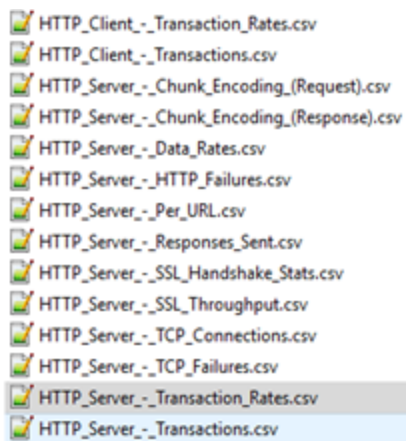 HTTP_Client_-_Transaction_Rates.csv
HTTP_Client_-_Transactions.csv
HTTP_Server_-_Chunk_Encoding_(Request).csv
HTTP_Server_-_Chunk_Encoding_(Response).csv
HTTP_Server_-_Data_Rates.csv
HTTP_Server_-_HTTP_Failures.csv
HTTP_Server_-_Per_URL.csv
HTTP_Server_-_Responses_Sent.csv
HTTP_Server_-_SSL_Handshake_Stats.csv
HTTP_Server_-_SSL_Throughput.csv
HTTP_Server_-_TCP_Connections.csv
HTTP_Server_-_TCP_Failures.csv
HTTP_Server_-_Transaction_Rates.csv
HTTP_Server_-_Transactions.csv